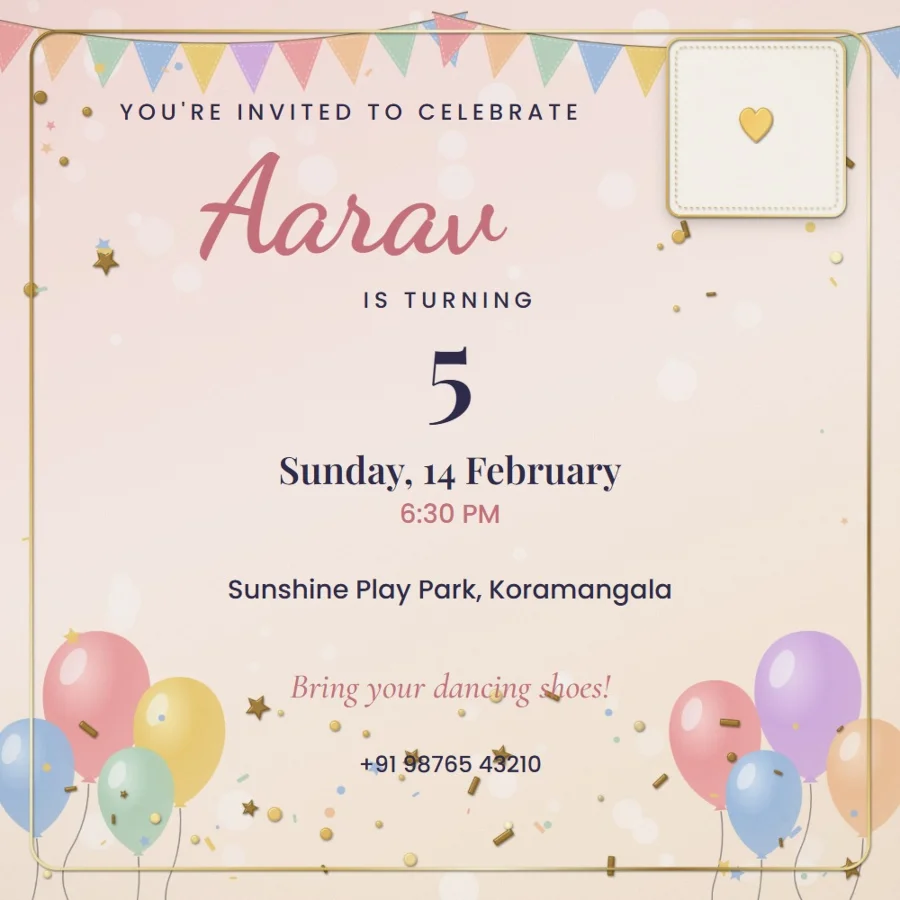 YOU'RE INVITED TO CELEBRATE
Aarav
IS TURNING
5
Sunday, 14 February
6:30 PM
Sunshine Play Park, Koramangala
Bring your dancing shoes!
+91 98765 43210